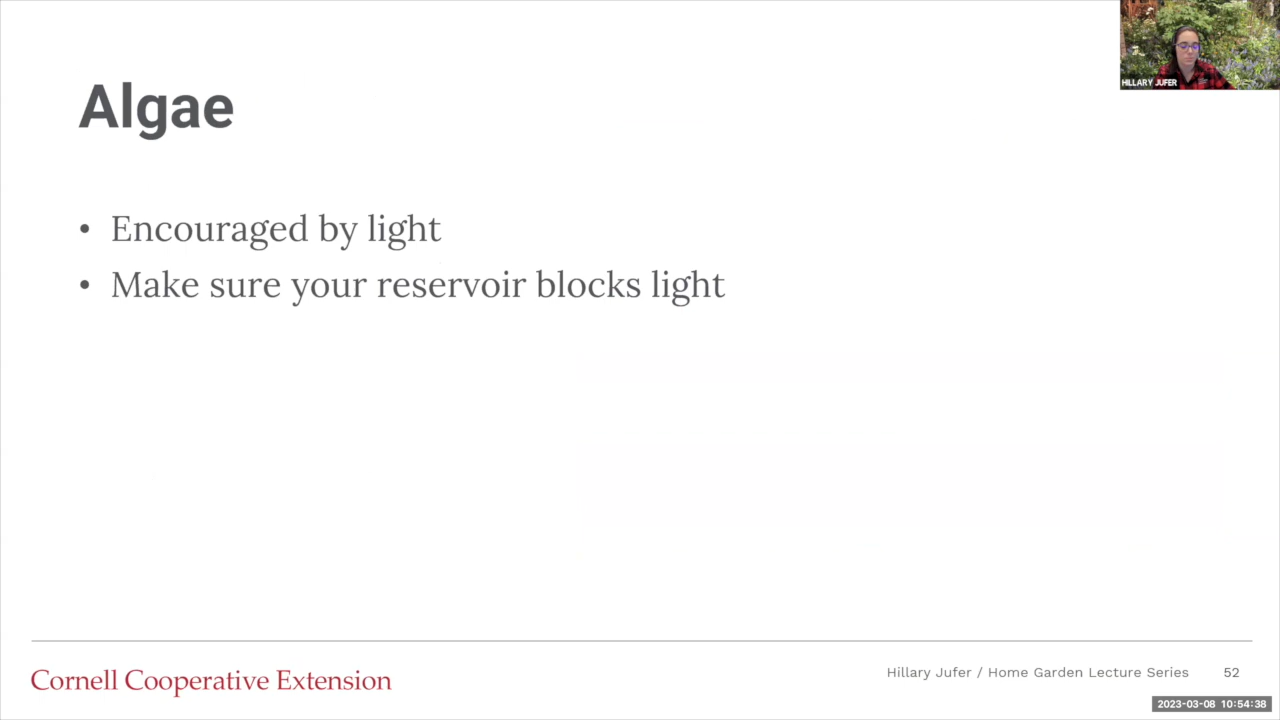 HILLARY JUFER
Algae
• Encouraged by light
• Make sure your reservoir blocks light
Cornell Cooperative Extension
Hillary Jufer / Home Garden Lecture Series 52
2023-03-08 10:54:38